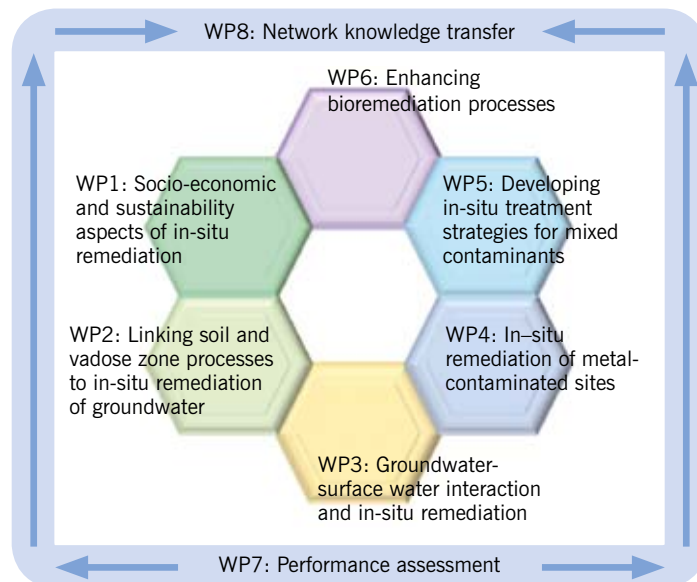 WP8: Network knowledge transfer
WP6: Enhancing
bioremediation processes
WP1: Socio-economic
and sustainability
aspects of in-situ
remediation
WP5: Developing
in-situ treatment
strategies for mixed
contaminants
WP2: Linking soil and
vadose zone processes
to in-situ remediation
of groundwater
WP4: In–situ
remediation of metal-
contaminated sites
WP3: Groundwater-
surface water interaction
and in-situ remediation
WP7: Performance assessment